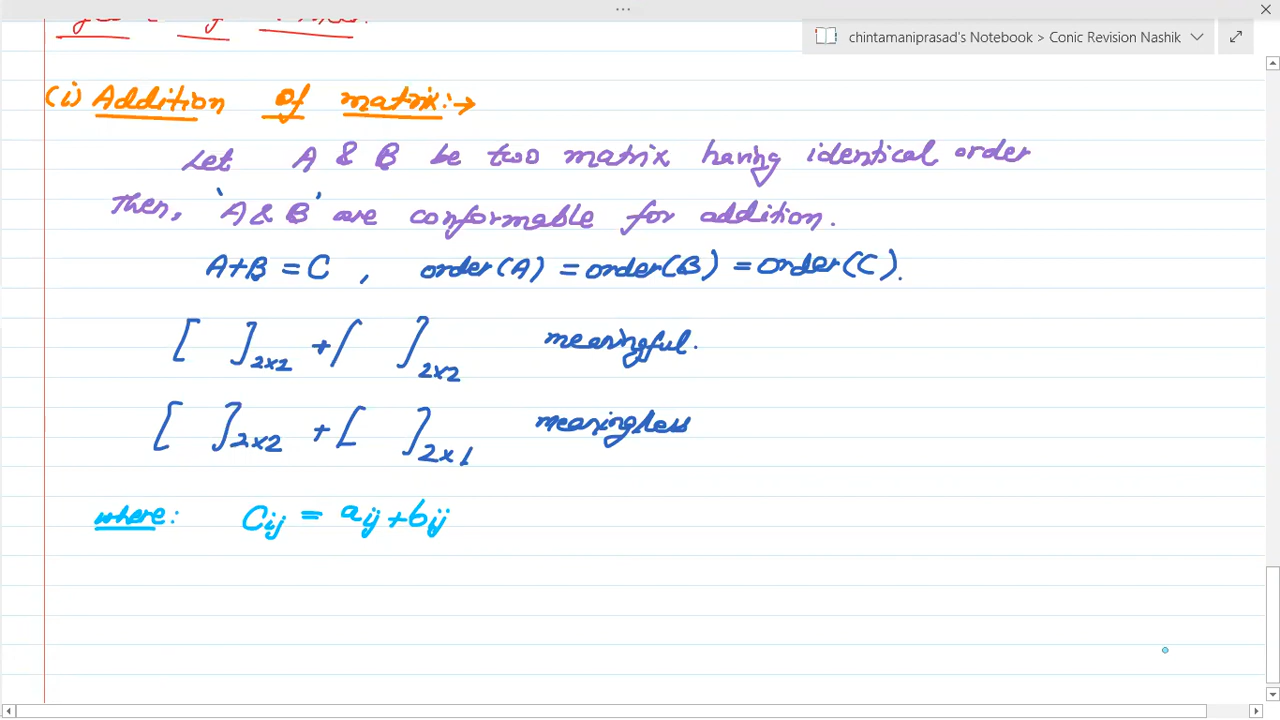 chintamaniprasad's Notebook > Conic Revision Nashik
(i) Addition of matrix:→
Let A & B be two matrix having identical order
Then, 'A & B' are conformable for addition.
A+B = C , order(A) = order(B) = order(C).
[ ]2x2 + [ ]2x2 meaningful.
[ ]2x2 + [ ]2x1 meaningless
where: Cij = aij + bij